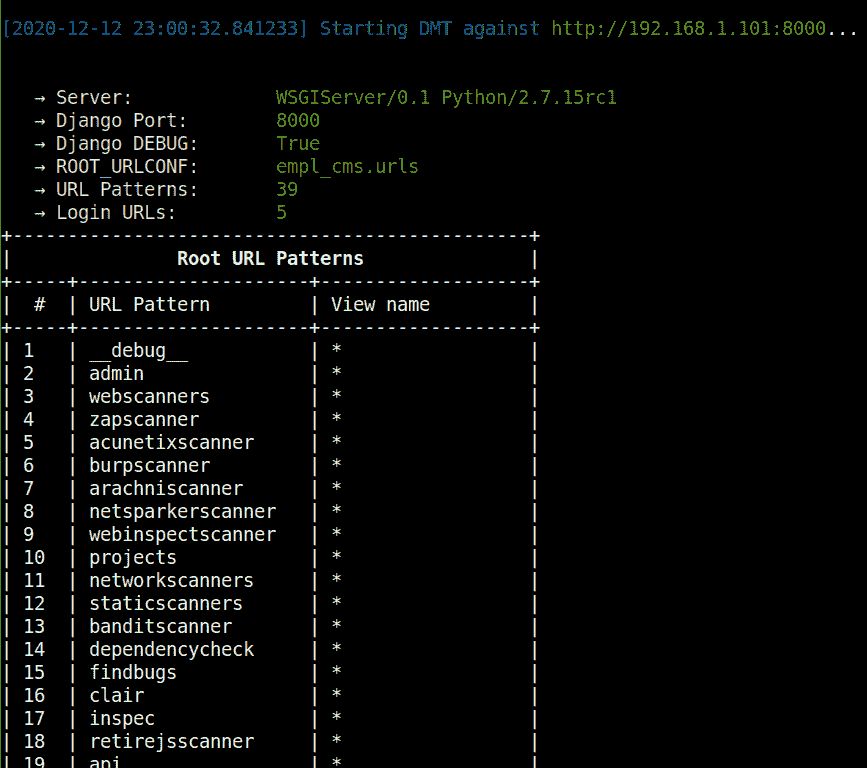 [2020-12-12 23:00:32.841233] Starting DMT against http://192.168.1.101:8000...
→ Server: WSGIServer/0.1 Python/2.7.15rc1
→ Django Port: 8000
→ Django DEBUG: True
→ ROOT_URLCONF: empl_cms.urls
→ URL Patterns: 39
→ Login URLs: 5
+-----------------------------------------------+
| Root URL Patterns |
+-----+---------------------+-------------------+
| # | URL Pattern | View name |
+-----+---------------------+-------------------+
| 1 | __debug__ | * |
| 2 | admin | * |
| 3 | webscanners | * |
| 4 | zapscanner | * |
| 5 | acunetixscanner | * |
| 6 | burpscanner | * |
| 7 | arachniscanner | * |
| 8 | netsparkerscanner | * |
| 9 | webinspectscanner | * |
| 10 | projects | * |
| 11 | networkscanners | * |
| 12 | staticscanners | * |
| 13 | banditscanner | * |
| 14 | dependencycheck | * |
| 15 | findbugs | * |
| 16 | clair | * |
| 17 | inspec | * |
| 18 | retirejsscanner | * |
| 19 | api | * |